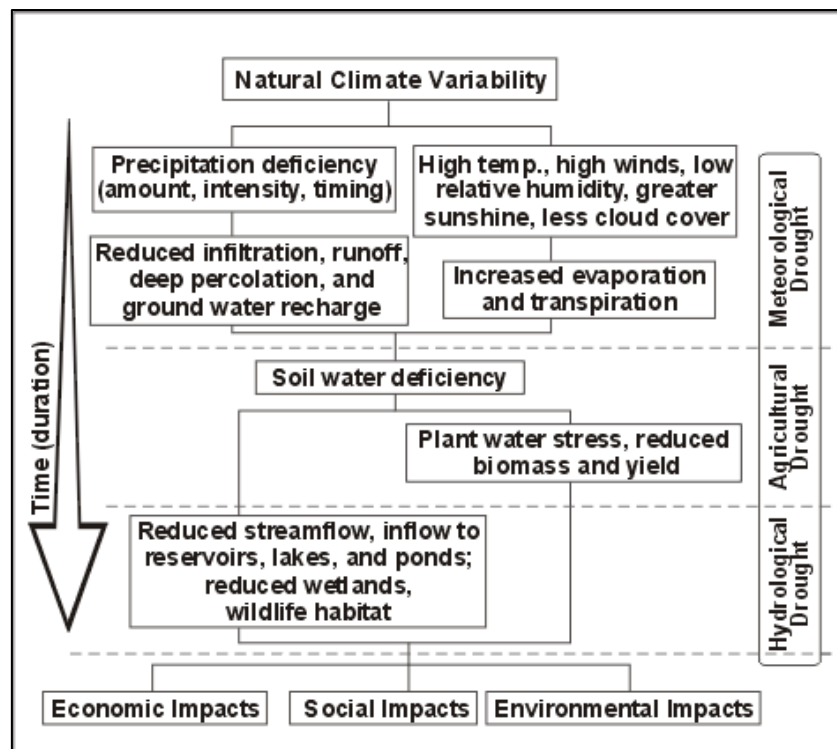 Natural Climate Variability
Precipitation deficiency
(amount, intensity, timing)
High temp., high winds, low
relative humidity, greater
sunshine, less cloud cover
Reduced infiltration, runoff,
deep percolation, and
ground water recharge
Increased evaporation
and transpiration
Meteorological
Drought
Time (duration)
Soil water deficiency
Plant water stress, reduced
biomass and yield
Agricultural
Drought
Reduced streamflow, inflow to
reservoirs, lakes, and ponds;
reduced wetlands,
wildlife habitat
Hydrological
Drought
Economic Impacts
Social Impacts
Environmental Impacts